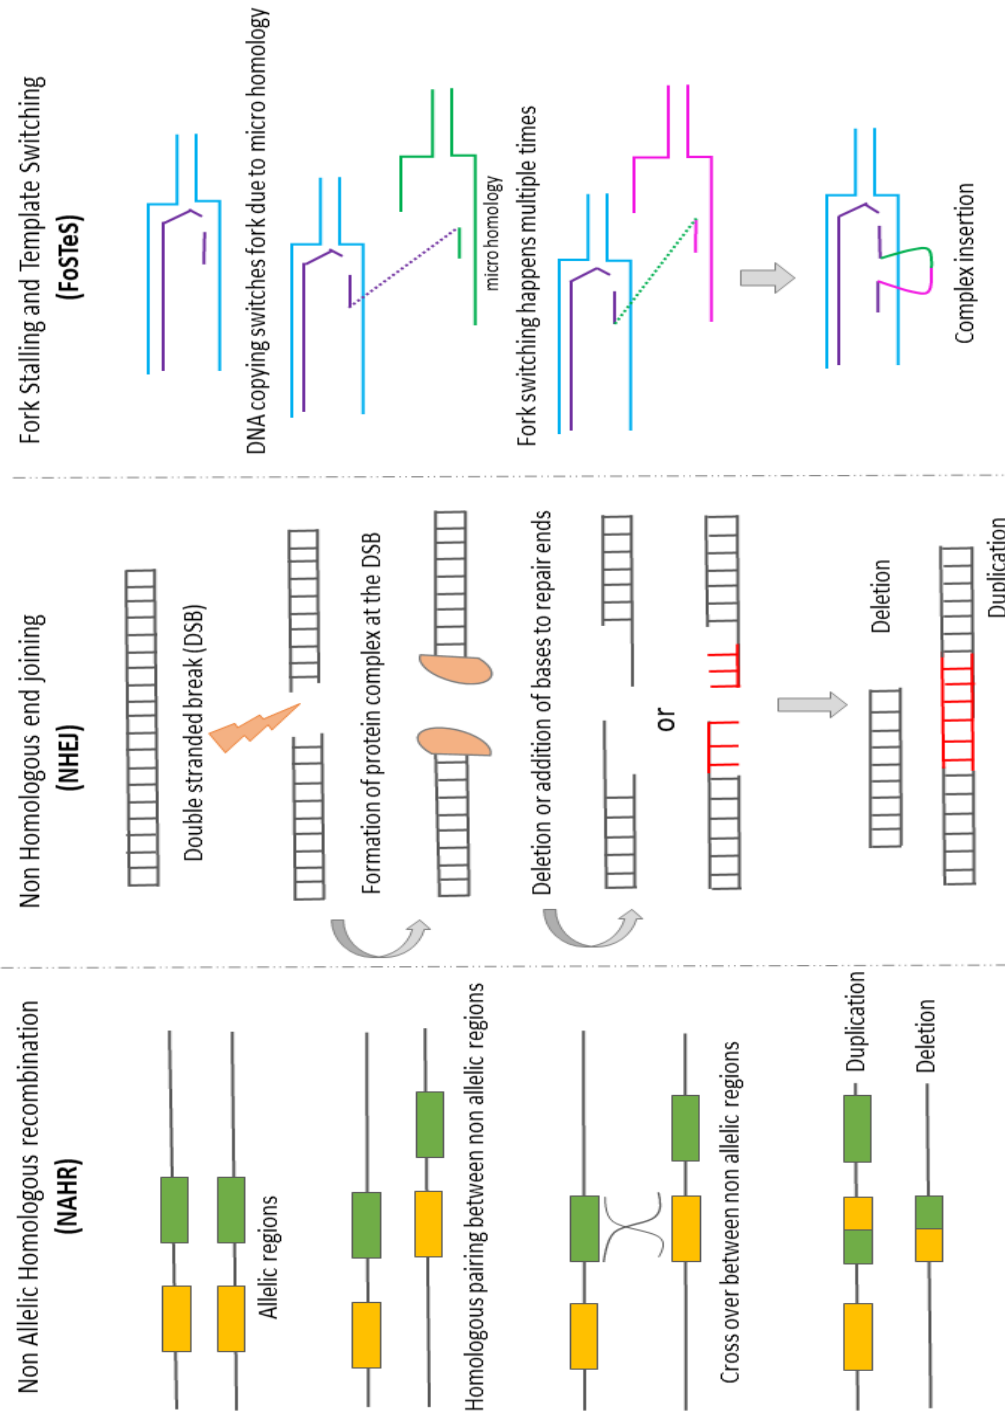 Non Allelic Homologous recombination
(NAHR)
Allelic regions
Homologous pairing between non allelic regions
Cross over between non allelic regions
Duplication
Deletion
Non Homologous end joining
(NHEJ)
Double stranded break (DSB)
Formation of protein complex at the DSB
Deletion or addition of bases to repair ends
or
Deletion
Duplication
Fork Stalling and Template Switching
(FoSTeS)
DNA copying switches fork due to micro homology
micro homology
Fork switching happens multiple times
Complex insertion